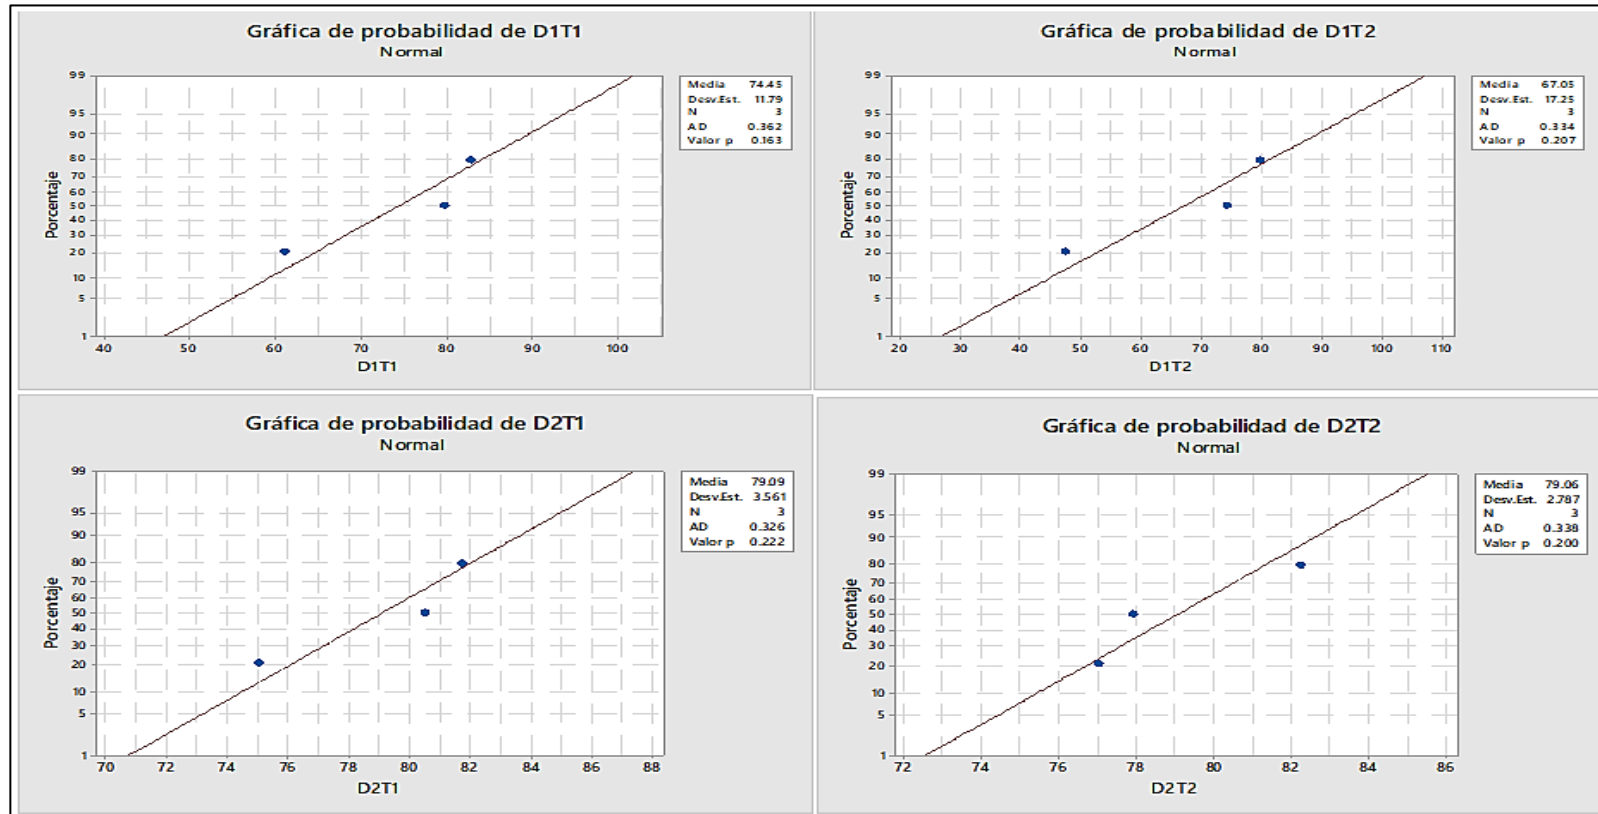 Gráfica de probabilidad de D1T1
Normal
99
95
90
80
70
60
50
40
30
20
10
5
1
Porcentaje
40 50 60 70 80 90 100
D1T1
Media 74.45
Desv.Est. 11.79
N 3
AD 0.362
Valor p 0.163
Gráfica de probabilidad de D1T2
Normal
99
95
90
80
70
60
50
40
30
20
10
5
1
Porcentaje
20 30 40 50 60 70 80 90 100 110
D1T2
Media 67.05
Desv.Est. 17.25
N 3
AD 0.334
Valor p 0.207
Gráfica de probabilidad de D2T1
Normal
99
95
90
80
70
60
50
40
30
20
10
5
1
Porcentaje
70 72 74 76 78 80 82 84 86 88
D2T1
Media 79.09
Desv.Est. 3.561
N 3
AD 0.326
Valor p 0.222
Gráfica de probabilidad de D2T2
Normal
99
95
90
80
70
60
50
40
30
20
10
5
1
Porcentaje
72 74 76 78 80 82 84 86
D2T2
Media 79.06
Desv.Est. 2.787
N 3
AD 0.338
Valor p 0.200